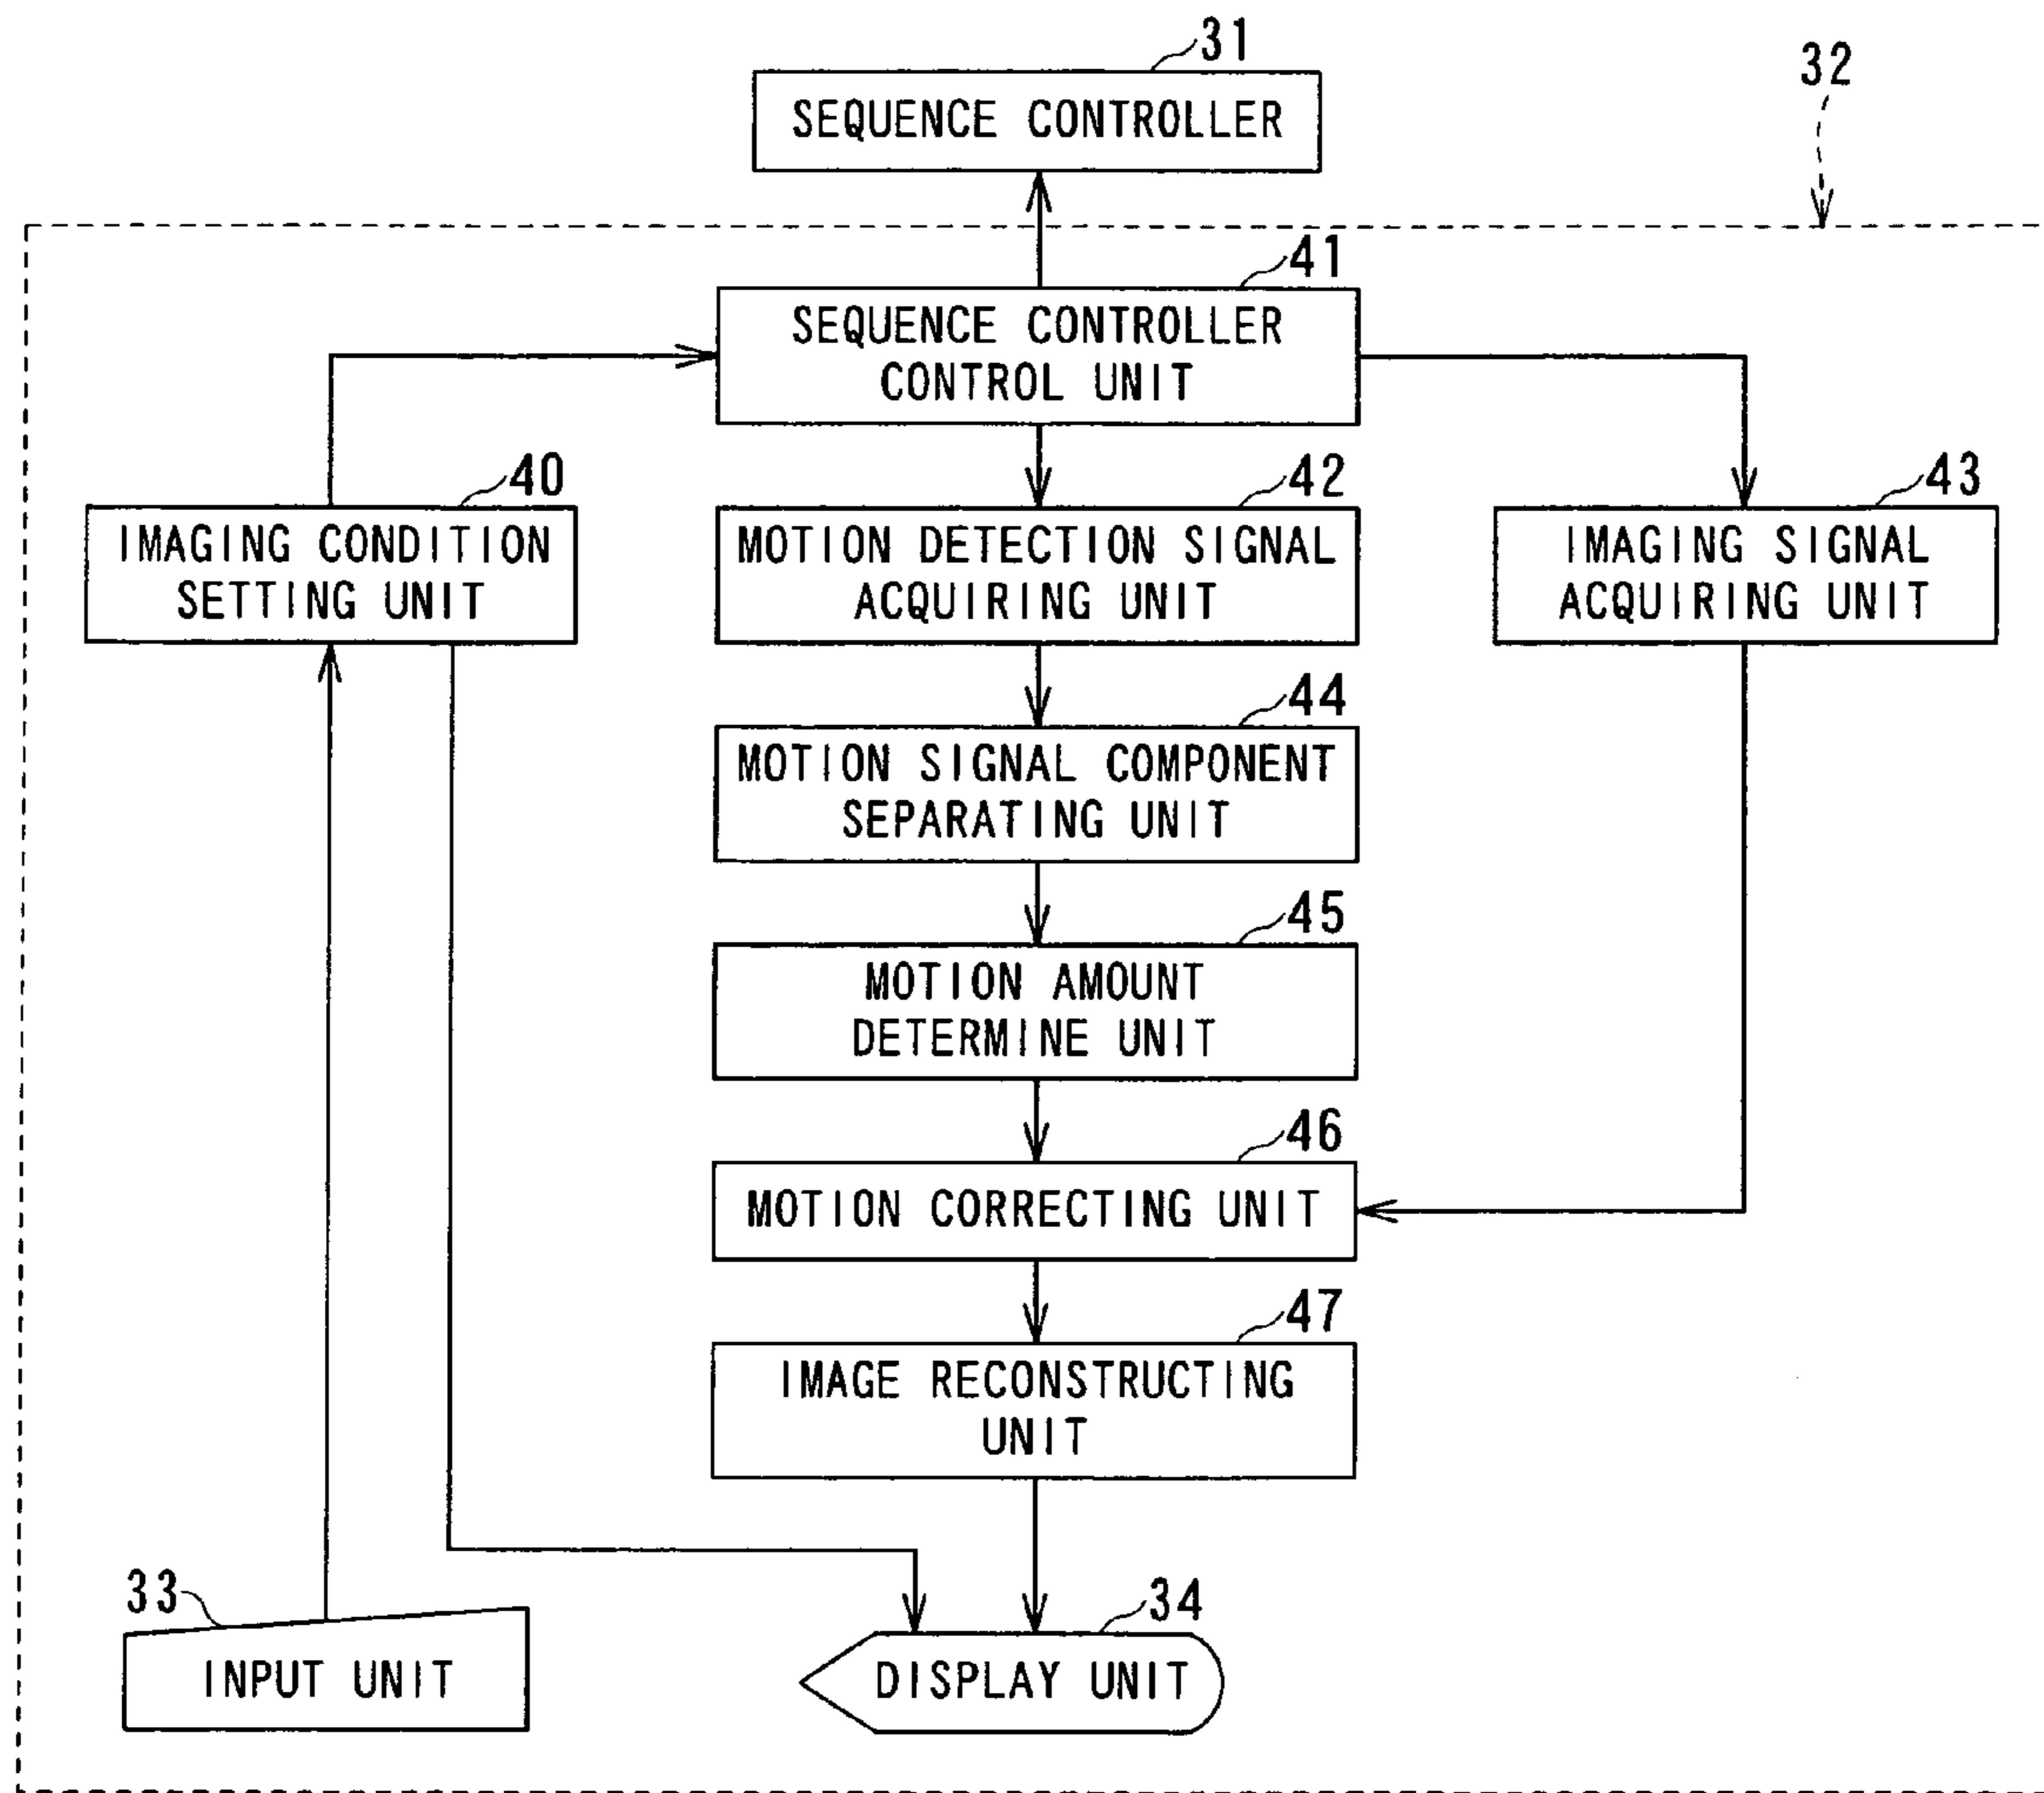 31
SEQUENCE CONTROLLER
32
41
SEQUENCE CONTROLLER
CONTROL UNIT
40
IMAGING CONDITION
SETTING UNIT
42
MOTION DETECTION SIGNAL
ACQUIRING UNIT
43
IMAGING SIGNAL
ACQUIRING UNIT
44
MOTION SIGNAL COMPONENT
SEPARATING UNIT
45
MOTION AMOUNT
DETERMINE UNIT
46
MOTION CORRECTING UNIT
47
IMAGE RECONSTRUCTING
UNIT
33
INPUT UNIT
34
DISPLAY UNIT